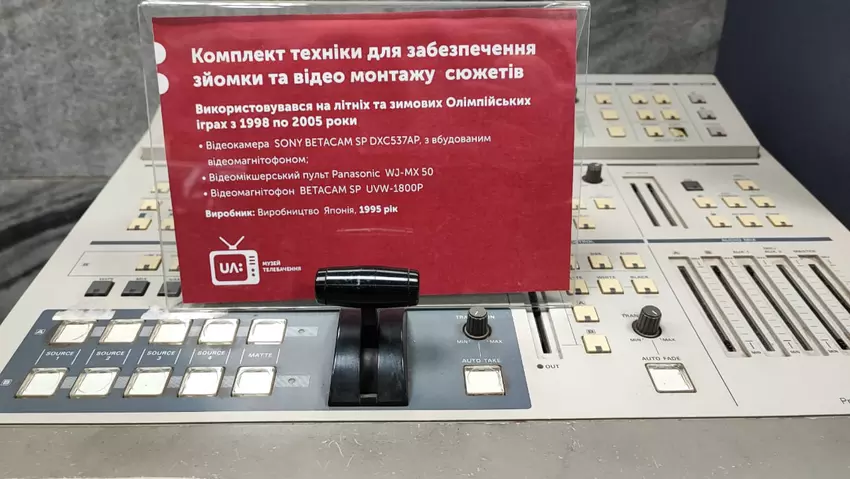 Комплект техніки для забезпечення
зйомки та відео монтажу сюжетів
Використовувався на літніх та зимових Олімпійських
іграх з 1998 по 2005 роки
• Відеокамера SONY BETACAM SP DXC537AP, з вбудованим
відеомагнітофоном;
• Відеомікшерський пульт Panasonic WJ-MX 50
• Відеомагнітофон BETACAM SP UVW-1800P
Виробник: Виробництво Японія, 1995 рік
UA:
МУЗЕЙ
ТЕЛЕБАЧЕННЯ
A
SOURCE
SOURCE
2
SOURCE
3
SOURCE
4
MATTE
B
MIN
MAX
AUTO TAKE
OUT
MIN
MAX
AUTO FADE